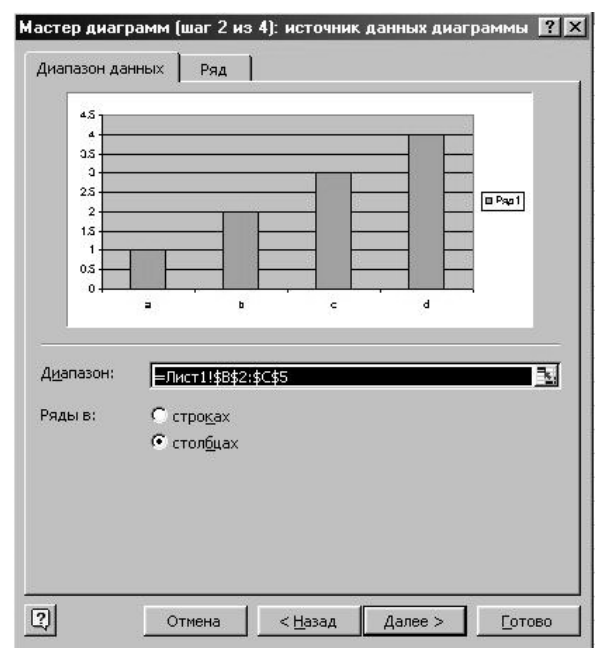 Мастер диаграмм (шаг 2 из 4): источник данных диаграммы
Диапазон данных Ряд
4.5
4
3.5
3
2.5
2
1.5
1
0.5
0
a b c d
Ряд1
Диапазон: =Лист1!$B$2:$C$5
Ряды в: строках
столбцах
Отмена < Назад Далее > Готово